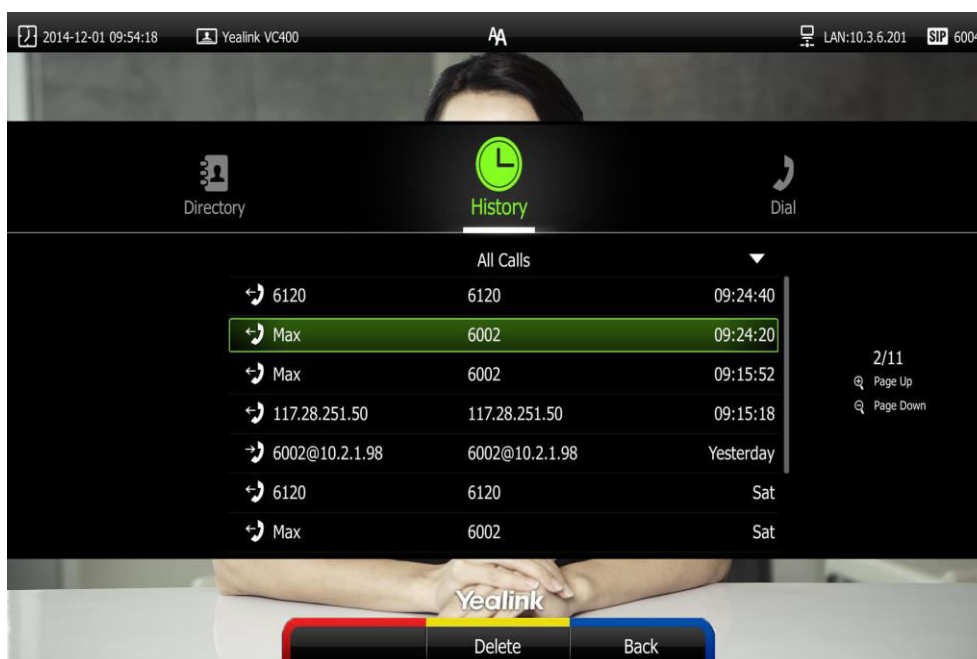 2014-12-01 09:54:18 Yealink VC400 AA LAN:10.3.6.201 SIP 6004
Directory History Dial
All Calls
6120 6120 09:24:40
Max 6002 09:24:20
Max 6002 09:15:52
117.28.251.50 117.28.251.50 09:15:18
6002@10.2.1.98 6002@10.2.1.98 Yesterday
6120 6120 Sat
Max 6002 Sat
2/11
Page Up
Page Down
Yealink
Delete Back